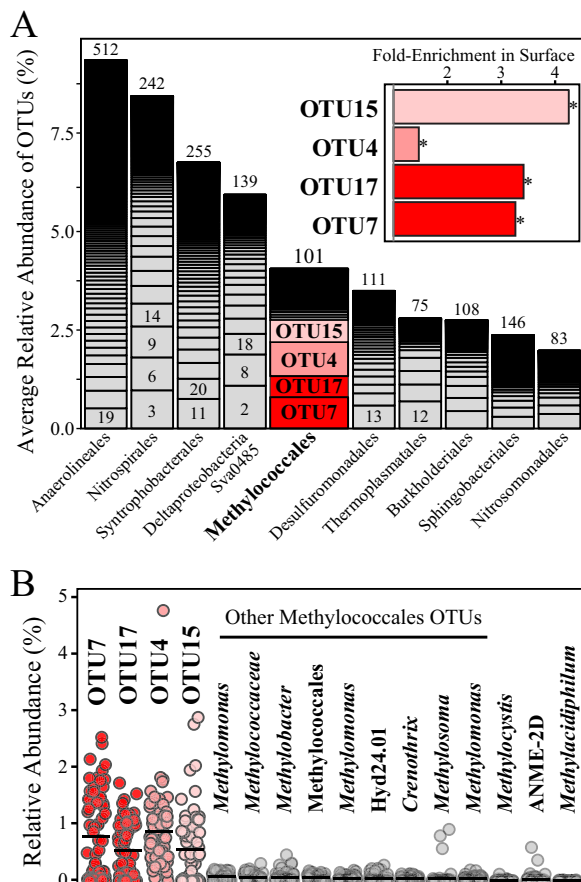 A
Average Relative Abundance of OTUs (%)
7.5
5.0
2.5
0.0
512
242
255
139
101
111
75
108
146
83
19
14
9
6
3
20
11
18
8
2
OTU15
OTU4
OTU17
OTU7
13
12
Anaerolineales
Nitrospirales
Syntrophobacterales
Deltaproteobacteria
Sva0485
Methylococcales
Desulfuromonadales
Thermoplasmatales
Burkholderiales
Sphingobacteriales
Nitrosomonadales
Fold-Enrichment in Surface
2 3 4
OTU15 *
OTU4 *
OTU17 *
OTU7 *
B
Relative Abundance (%)
5
4
3
2
1
0
Other Methylococcales OTUs
OTU7
OTU17
OTU4
OTU15
Methylomonas
Methylococcaceae
Methylobacter
Methylococcales
Methylomonas
Hyd24.01
Crenothrix
Methylosoma
Methylomonas
Methylocystis
ANME-2D
Methylacidiphilum